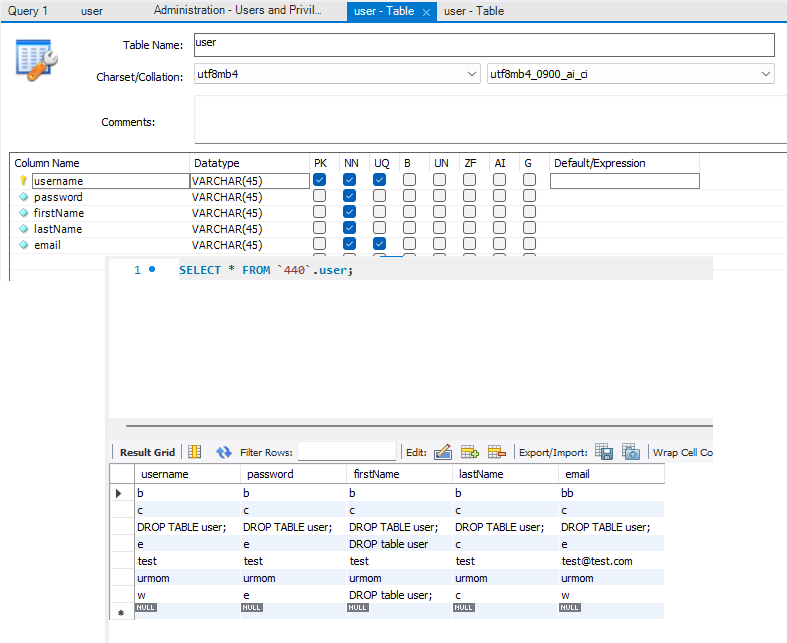 Query 1 user Administration - Users and Privil... user - Table user - Table
Table Name: user
Charset/Collation: utf8mb4 utf8mb4_0900_ai_ci
Comments:
Column Name Datatype PK NN UQ B UN ZF AI G Default/Expression
username VARCHAR(45)
password VARCHAR(45)
firstName VARCHAR(45)
lastName VARCHAR(45)
email VARCHAR(45)
1 SELECT * FROM `440`.user;
Result Grid Filter Rows: Edit: Export/Import: Wrap Cell Co
username password firstName lastName email
b b b b bb
c c c c c
DROP TABLE user; DROP TABLE user; DROP TABLE user; DROP TABLE user; DROP TABLE user;
e e DROP table user c e
test test test test test@test.com
urmom urmom urmom urmom urmom
w e DROP table user; c w
NULL NULL NULL NULL NULL